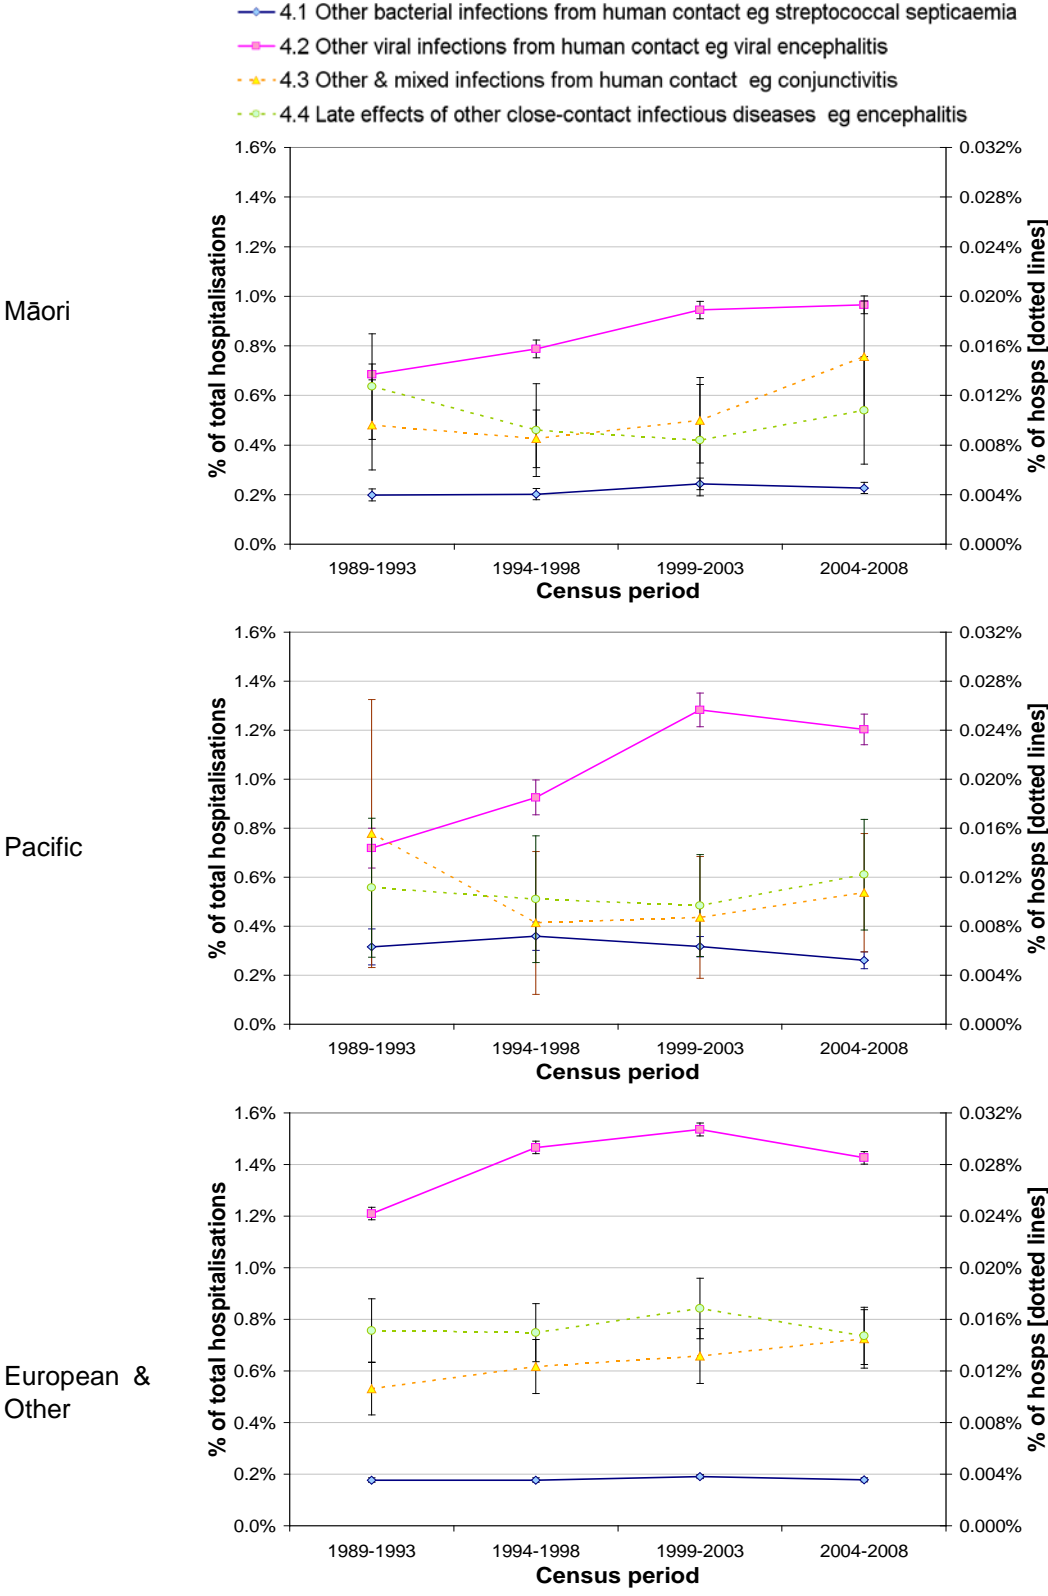 4.1 Other bacterial infections from human contact eg streptococcal septicaemia
4.2 Other viral infections from human contact eg viral encephalitis
4.3 Other & mixed infections from human contact  eg conjunctivitis
4.4 Late effects of other close-contact infectious diseases  eg encephalitis
Māori
% of total hospitalisations
1.6%
1.4%
1.2%
1.0%
0.8%
0.6%
0.4%
0.2%
0.0%
0.032%
0.028%
0.024%
0.020%
0.016%
0.012%
0.008%
0.004%
0.000%
% of hosps [dotted lines]
1989-1993 1994-1998 1999-2003 2004-2008
Census period
Pacific
% of total hospitalisations
1.6%
1.4%
1.2%
1.0%
0.8%
0.6%
0.4%
0.2%
0.0%
0.032%
0.028%
0.024%
0.020%
0.016%
0.012%
0.008%
0.004%
0.000%
% of hosps [dotted lines]
1989-1993 1994-1998 1999-2003 2004-2008
Census period
European &
Other
% of total hospitalisations
1.6%
1.4%
1.2%
1.0%
0.8%
0.6%
0.4%
0.2%
0.0%
0.032%
0.028%
0.024%
0.020%
0.016%
0.012%
0.008%
0.004%
0.000%
% of hosps [dotted lines]
1989-1993 1994-1998 1999-2003 2004-2008
Census period